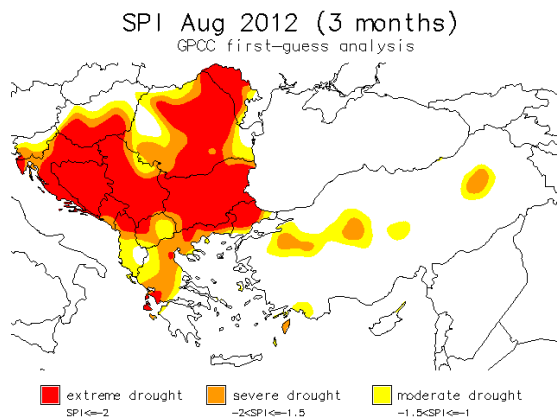 SPI Aug 2012 (3 months)
GPCC first-guess analysis
extreme drought severe drought moderate drought
SPI<=-2 -2<SPI<=-1.5 -1.5<SPI<=-1